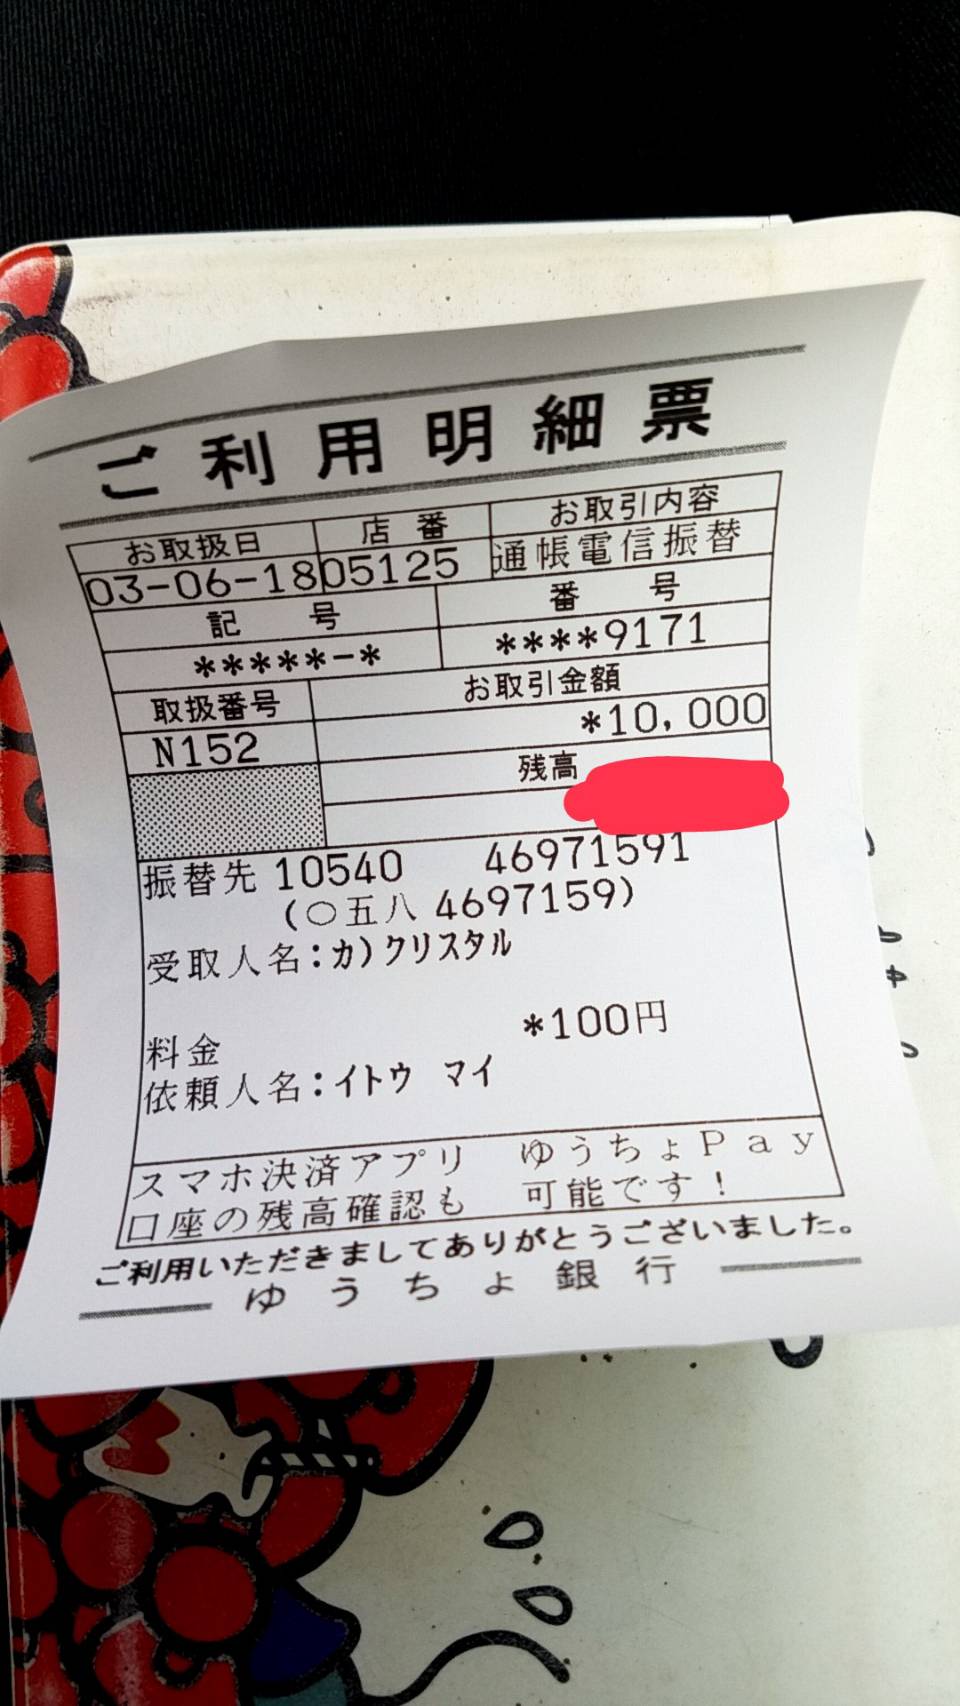 ご利用明細票
お取扱日 店番 お取引内容
03-06-18 05125 通帳電信振替
記号 番号
*****-* ****9171
取扱番号 お取引金額
N152 *10,000
残高
振替先 10540 46971591
(〇五八 4697159)
受取人名:カ)クリスタル
料金 *100円
依頼人名:イトウ マイ
スマホ決済アプリ ゆうちょPay
口座の残高確認も 可能です!
ご利用いただきましてありがとうございました。
ゆうちょ銀行